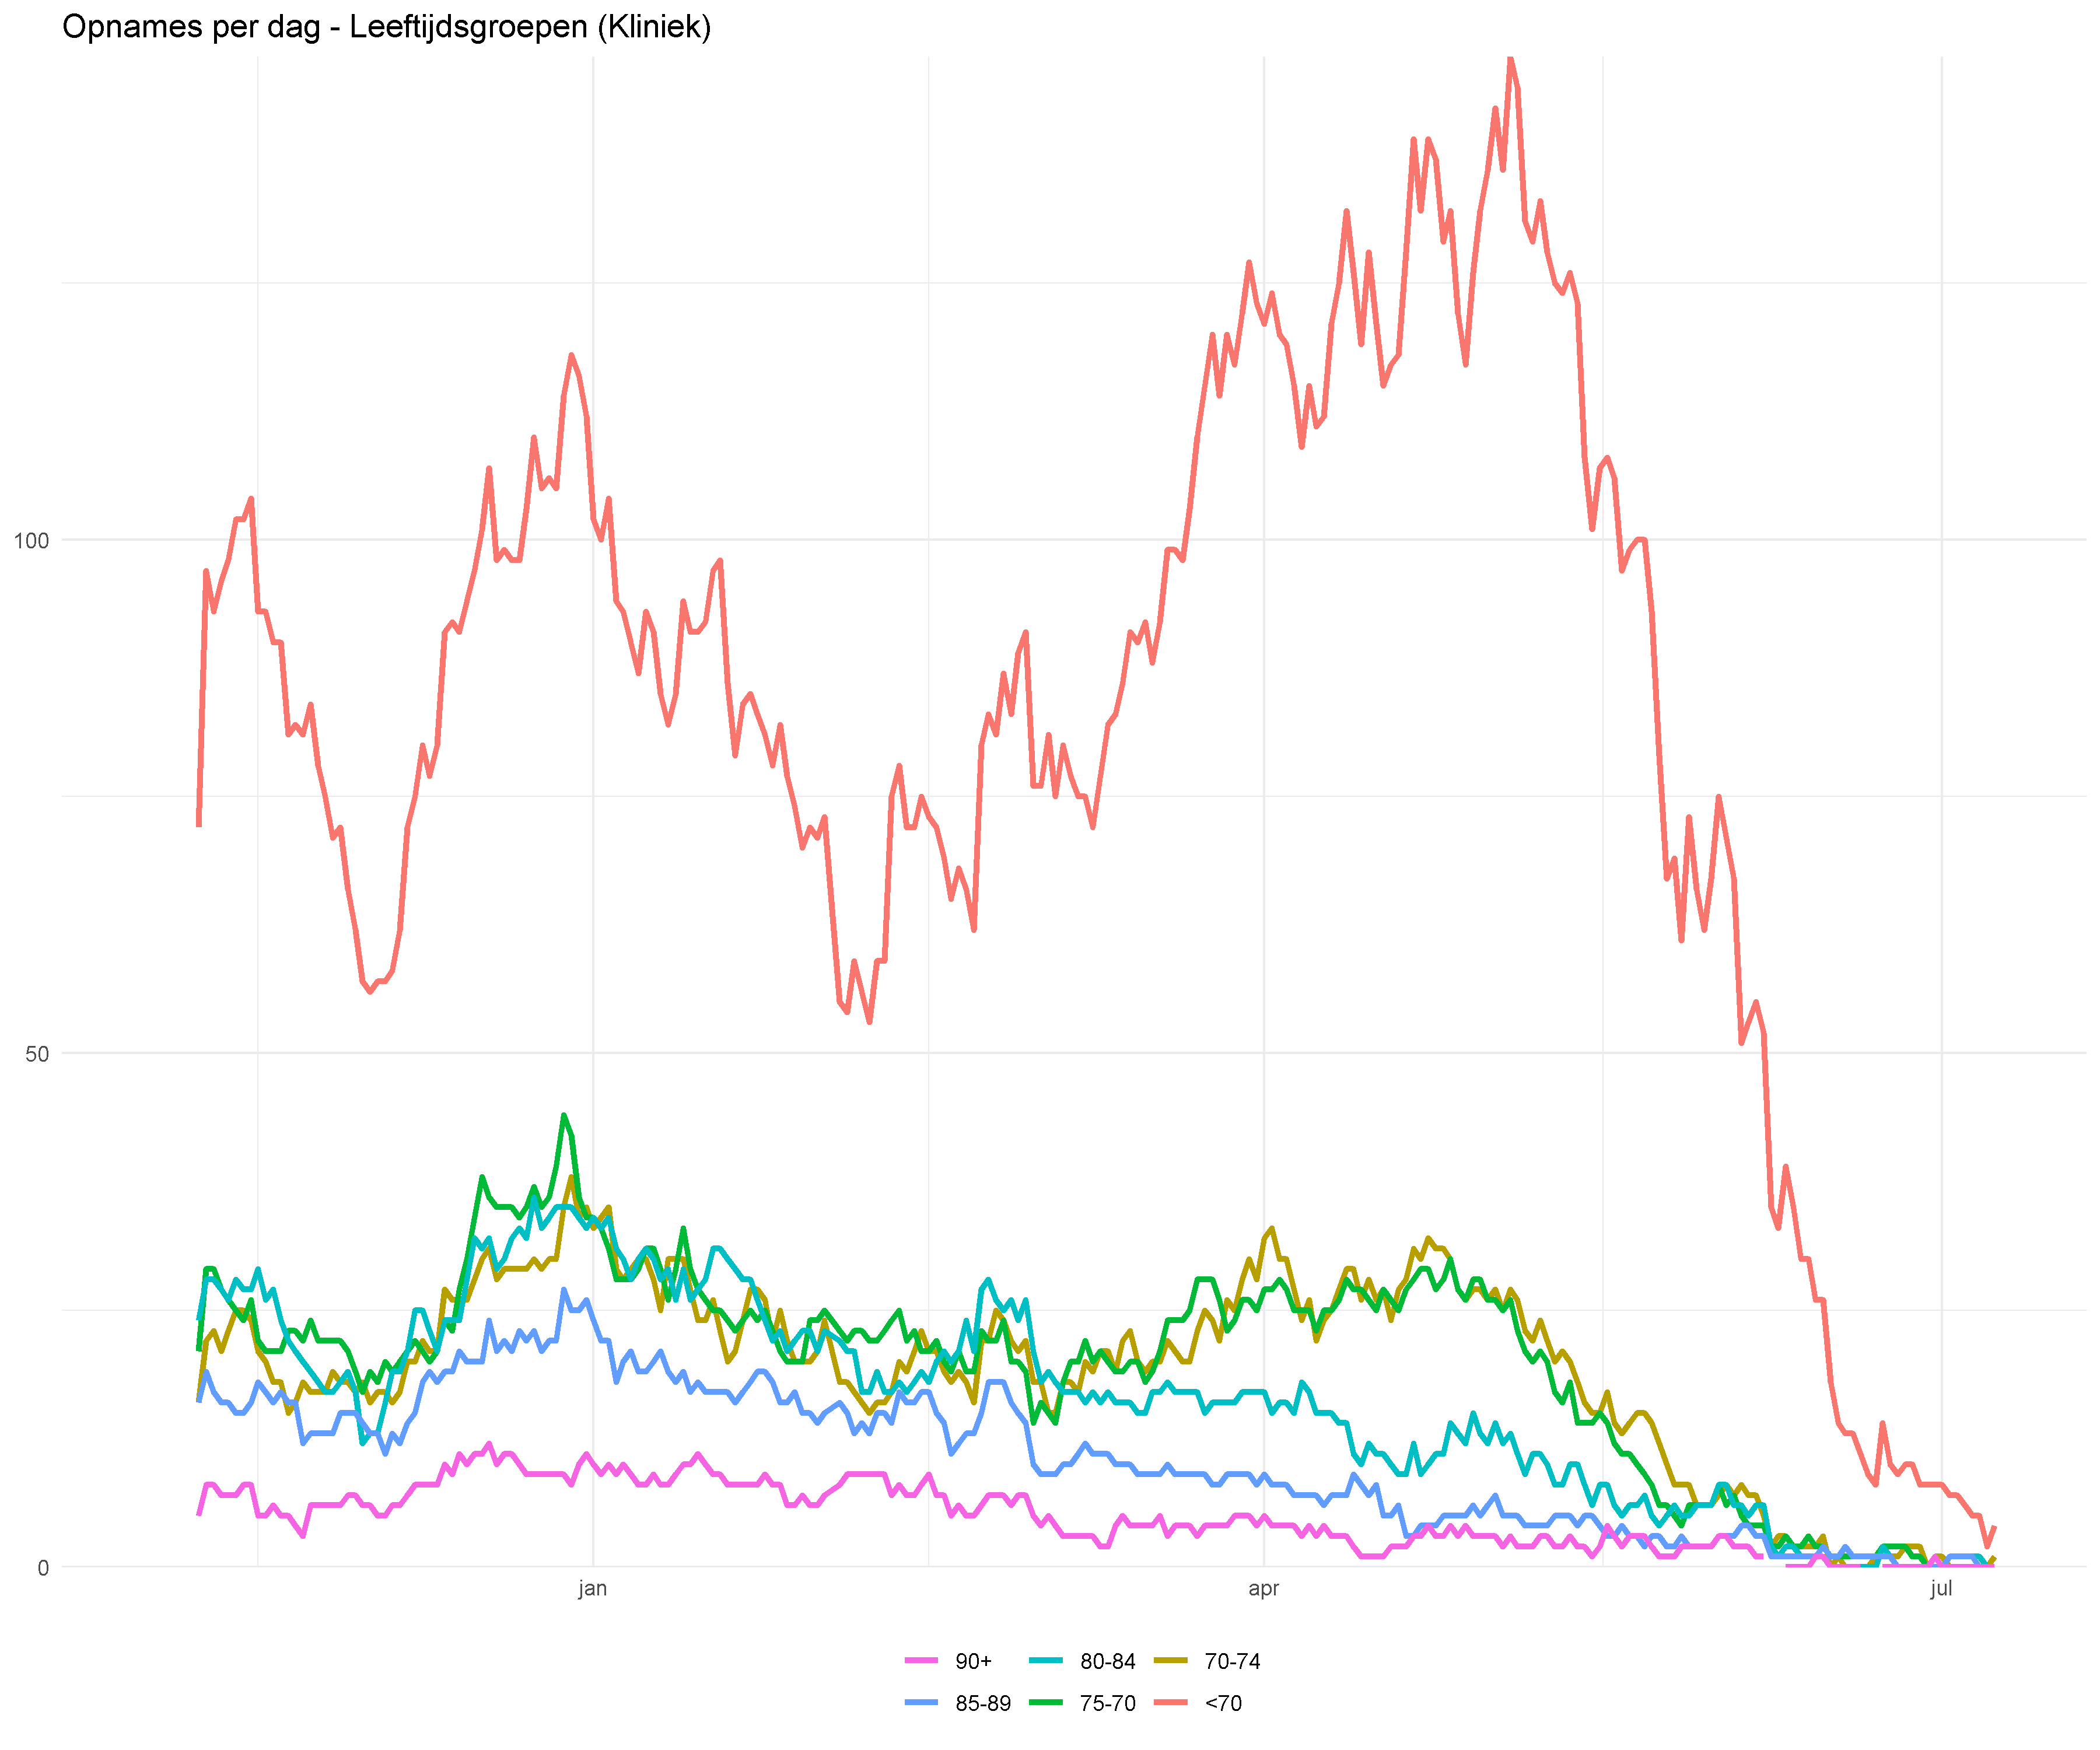 Opnames per dag - Leeftijdsgroepen (Kliniek)
100
50
0
jan apr jul
90+ 80-84 70-74
85-89 75-70 <70